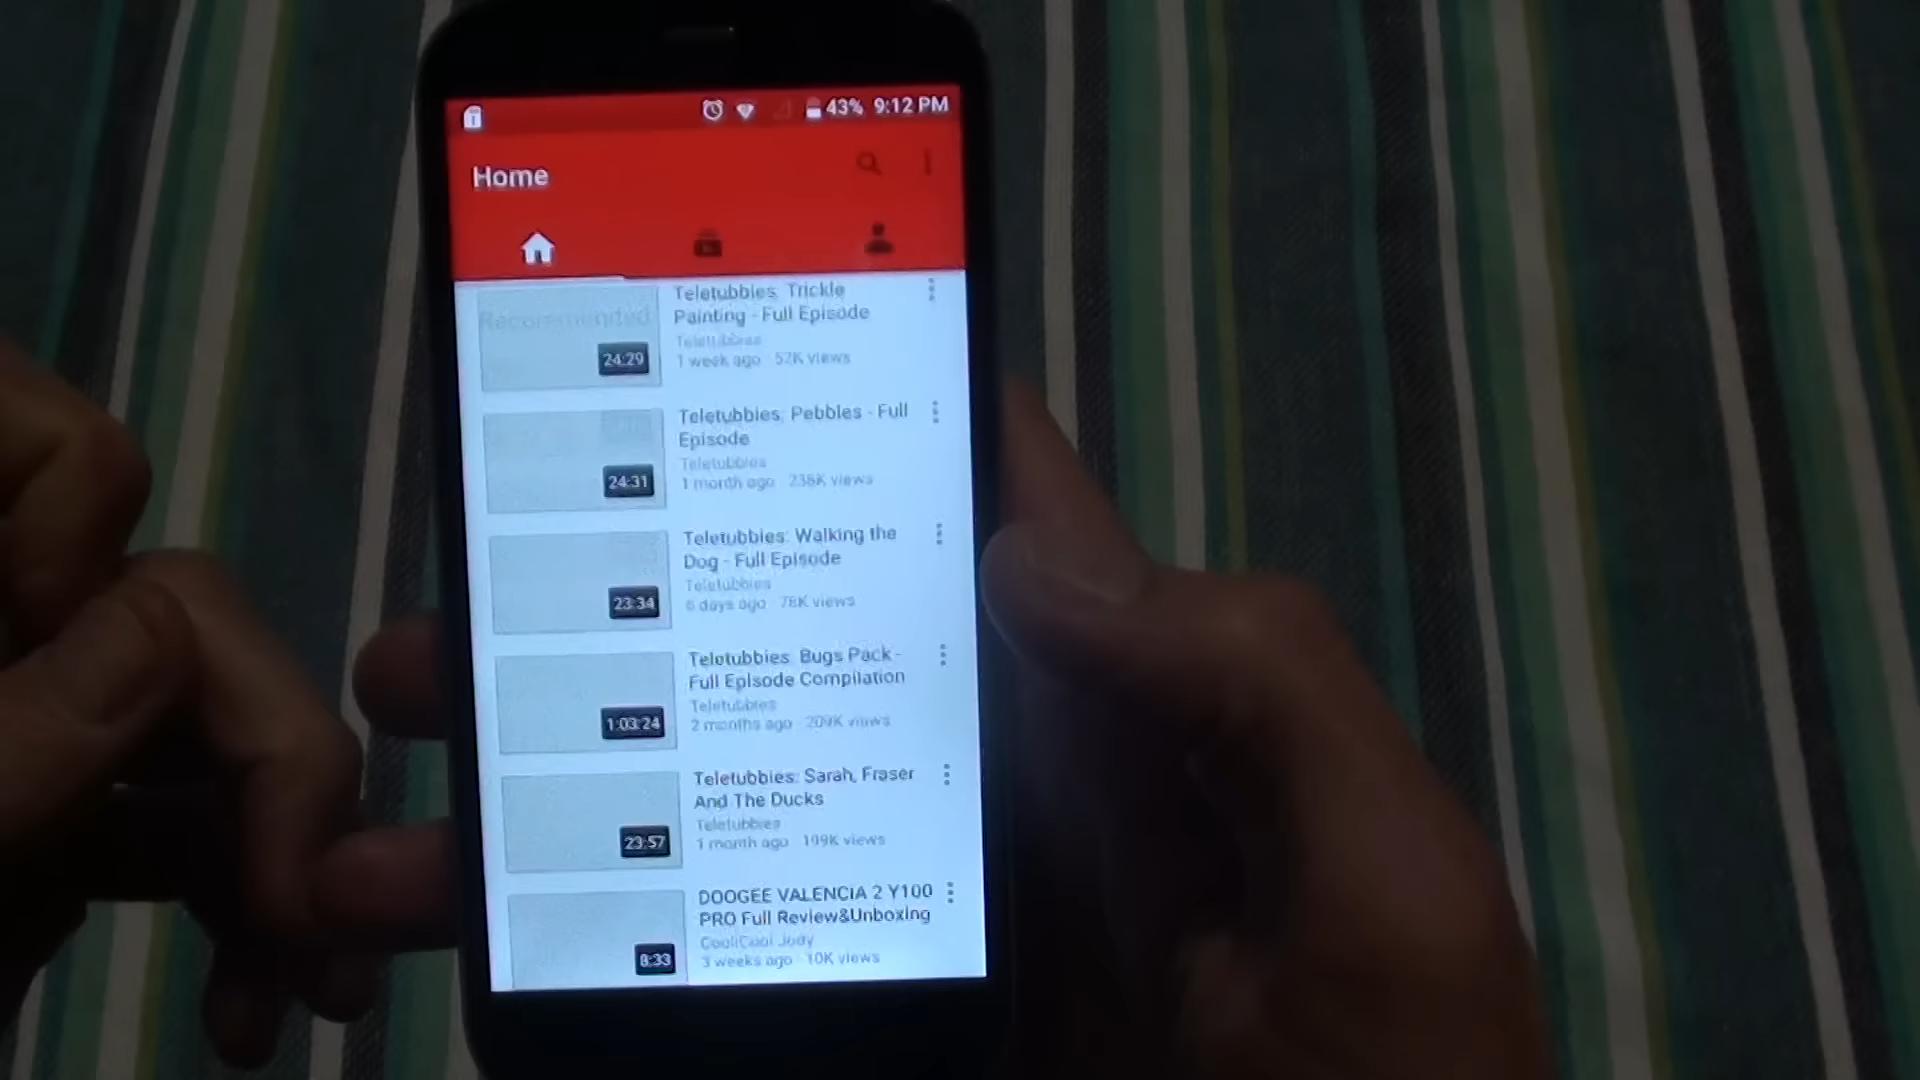 43% 9:12 PM
Home
Recommended
Teletubbies: Trickle
Painting - Full Episode
Teletubbies
1 week ago 52K views
24:29
Teletubbies: Pebbles - Full
Episode
Teletubbies
1 month ago 238K views
24:31
Teletubbies: Walking the
Dog - Full Episode
Teletubbies
6 days ago 78K views
23:34
Teletubbies: Bugs Pack -
Full Episode Compilation
Teletubbies
2 months ago 209K views
1:03:24
Teletubbies: Sarah, Fraser
And The Ducks
Teletubbies
1 month ago 199K views
23:57
DOOGEE VALENCIA 2 Y100
PRO Full Review&Unboxing
CooliCool Jody
3 weeks ago 10K views
8:33